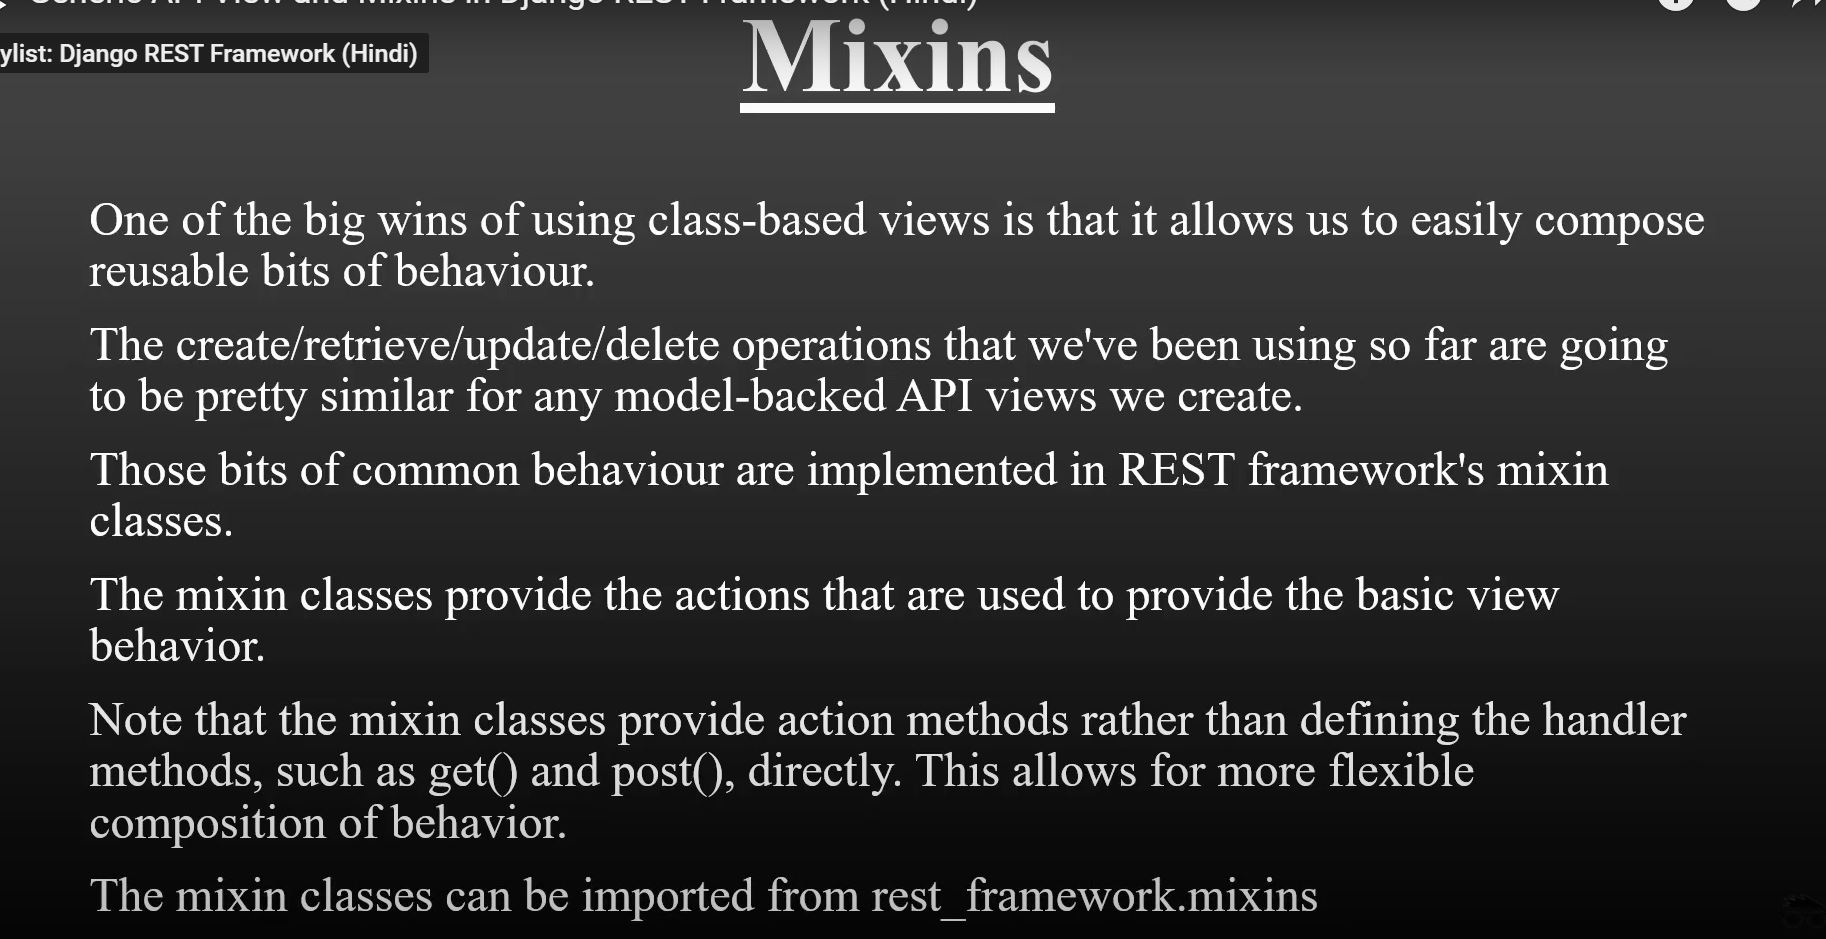 Mixins
ylist: Django REST Framework (Hindi)
One of the big wins of using class-based views is that it allows us to easily compose
reusable bits of behaviour.
The create/retrieve/update/delete operations that we've been using so far are going
to be pretty similar for any model-backed API views we create.
Those bits of common behaviour are implemented in REST framework's mixin
classes.
The mixin classes provide the actions that are used to provide the basic view
behavior.
Note that the mixin classes provide action methods rather than defining the handler
methods, such as get() and post(), directly. This allows for more flexible
composition of behavior.
The mixin classes can be imported from rest_framework.mixins